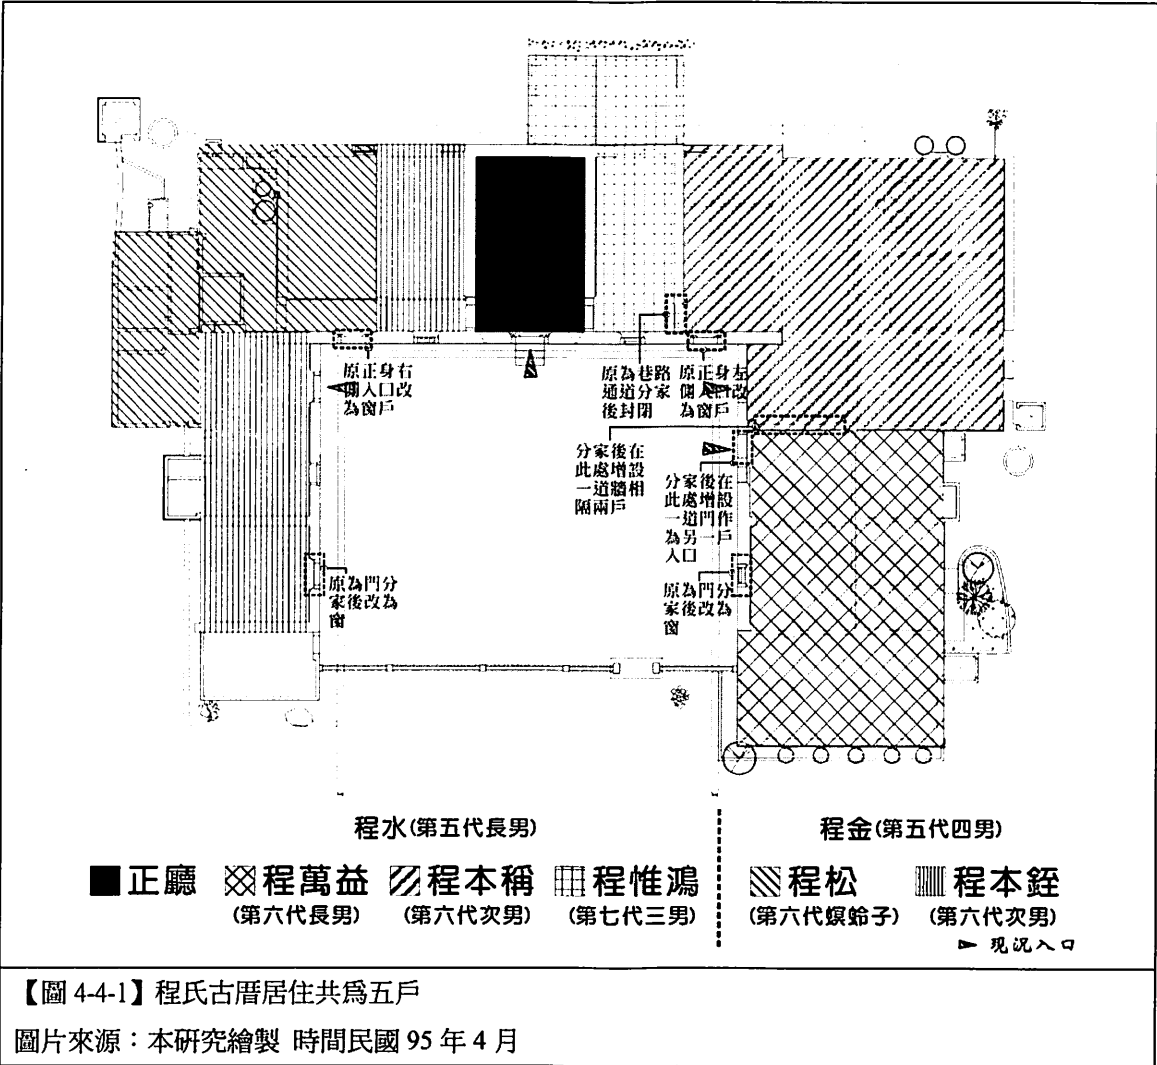 原正身右
側入口改
為窗戶
原為巷路
通道分家
後封閉
原正身左
側入口改
為窗戶
分家後在
此處增設
一道牆相
隔兩戶
分家後在
此處增設
一道門作
為另一戶
入口
原為門分
家後改為
窗
原為門分
家後改為
窗
程水(第五代長男)
程金(第五代四男)
正廳
程萬益
(第六代長男)
程本稱
(第六代次男)
程惟鴻
(第七代三男)
程松
(第六代螟蛉子)
程本銍
(第六代次男)
現況入口
【圖 4-4-1】程氏古厝居住共為五戶
圖片來源：本研究繪製 時間民國 95 年 4 月